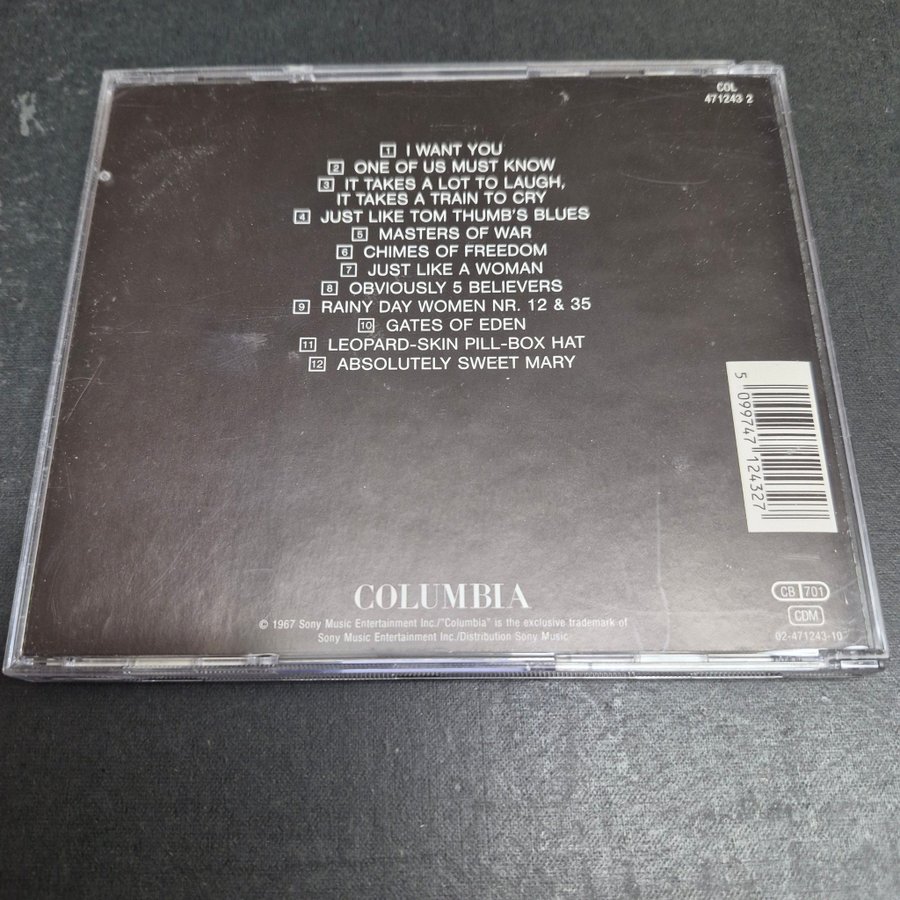 COL
471243 2
1 I WANT YOU
2 ONE OF US MUST KNOW
3 IT TAKES A LOT TO LAUGH,
IT TAKES A TRAIN TO CRY
4 JUST LIKE TOM THUMB'S BLUES
5 MASTERS OF WAR
6 CHIMES OF FREEDOM
7 JUST LIKE A WOMAN
8 OBVIOUSLY 5 BELIEVERS
9 RAINY DAY WOMEN NR. 12 & 35
10 GATES OF EDEN
11 LEOPARD-SKIN PILL-BOX HAT
12 ABSOLUTELY SWEET MARY
5 099747 124327
COLUMBIA
© 1967 Sony Music Entertainment Inc./"Columbia" is the exclusive trademark of
Sony Music Entertainment Inc./Distribution Sony Music
CB 701
CDM
02-471243-10